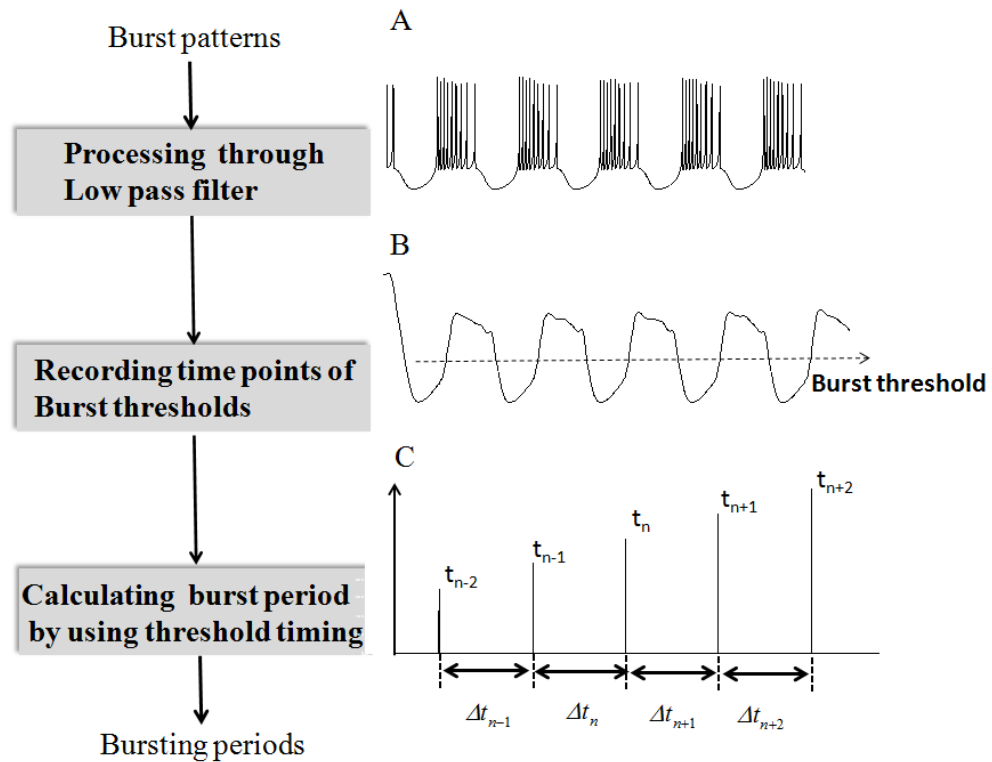 Burst patterns
Processing through
Low pass filter
Recording time points of
Burst thresholds
Calculating burst period
by using threshold timing
Bursting periods
A
B
Burst threshold
C
tn-2
tn-1
tn
tn+1
tn+2
Δtn-1
Δtn
Δtn+1
Δtn+2